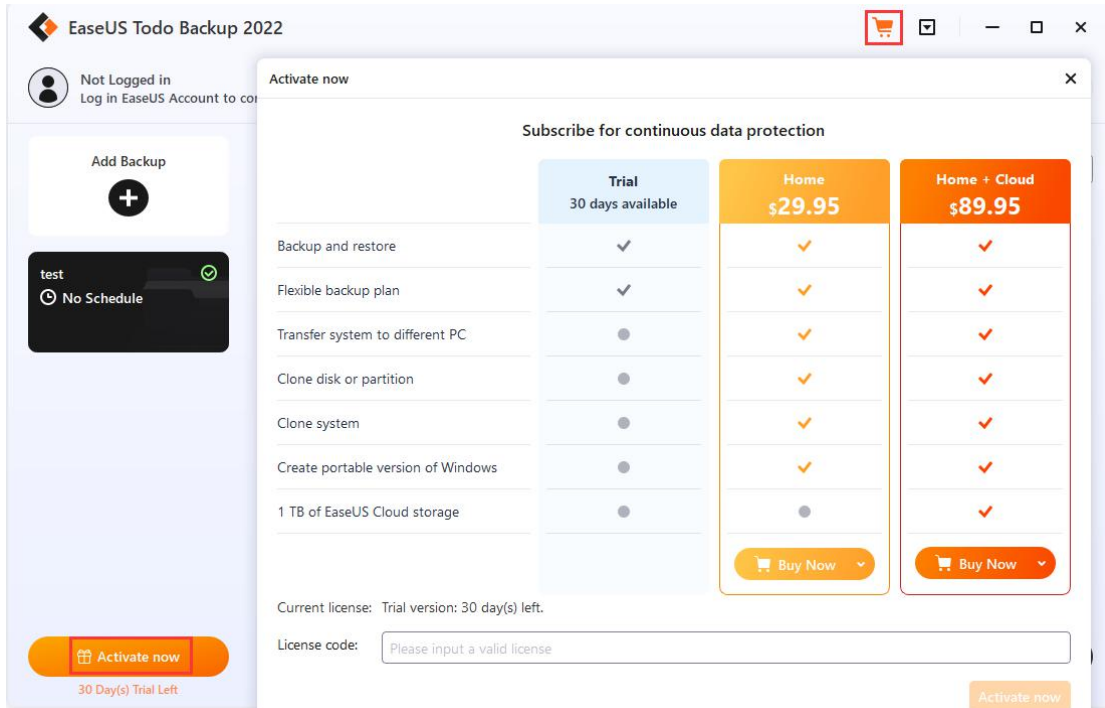 EaseUS Todo Backup 2022
Not Logged in
Log in EaseUS Account to
Add Backup
test
No Schedule
Activate now
30 Day(s) Trial Left
Activate now
Subscribe for continuous data protection
Trial
30 days available
Home
$29.95
Home + Cloud
$89.95
Backup and restore
Flexible backup plan
Transfer system to different PC
Clone disk or partition
Clone system
Create portable version of Windows
1 TB of EaseUS Cloud storage
Buy Now
Buy Now
Current license: Trial version: 30 day(s) left.
License code: Please input a valid license
Activate now